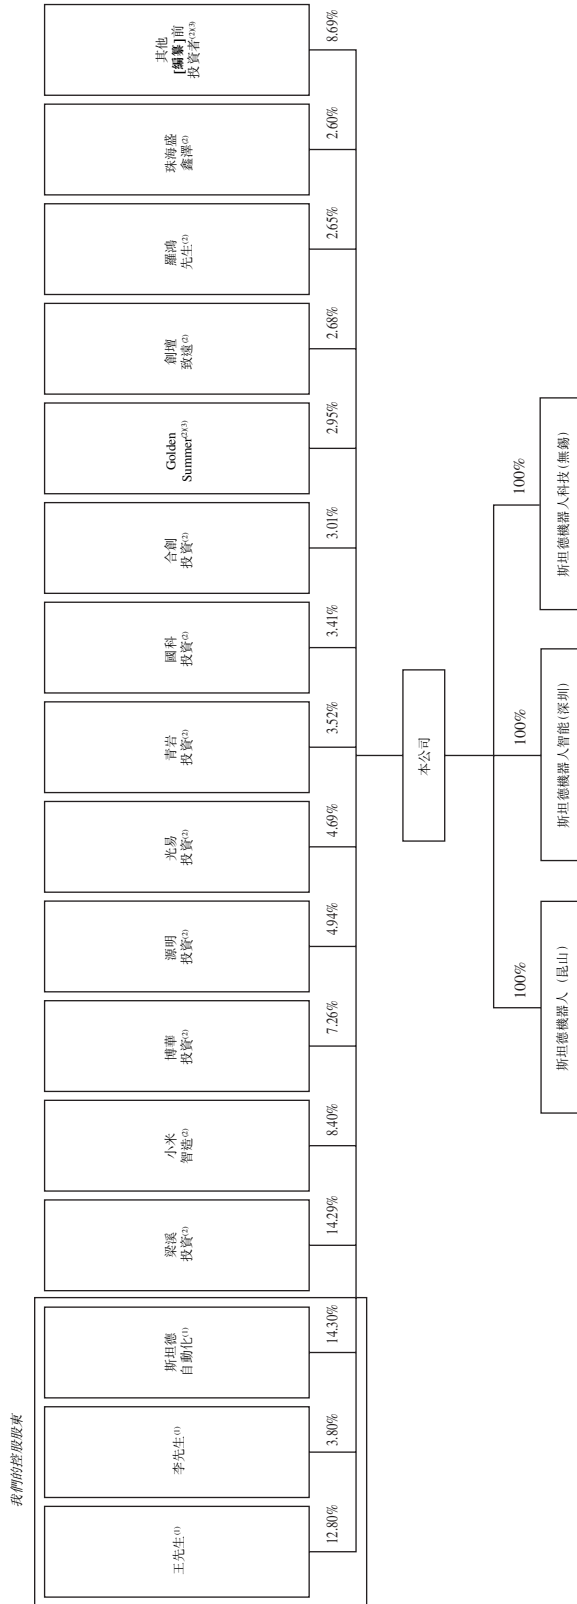 我們的控股股東
王先生(1)
李先生(1)
斯坦德
自動化(1)
梁溪
投資(2)
小米
智造(2)
博華
投資(2)
源明
投資(2)
光易
投資(2)
青岩
投資(2)
國科
投資(2)
合創
投資(2)
Golden
Summer(2)(3)
創壇
致遠(2)
羅鴻
先生(2)
珠海盛
鑫澤(2)
其他
[編纂]前
投資者(2)(3)
12.80%
3.80%
14.30%
14.29%
8.40%
7.26%
4.94%
4.69%
3.52%
3.41%
3.01%
2.95%
2.68%
2.65%
2.60%
8.69%
本公司
100%
100%
100%
斯坦德機器人（昆山）
斯坦德機器人智能(深圳)
斯坦德機器人科技(無錫)